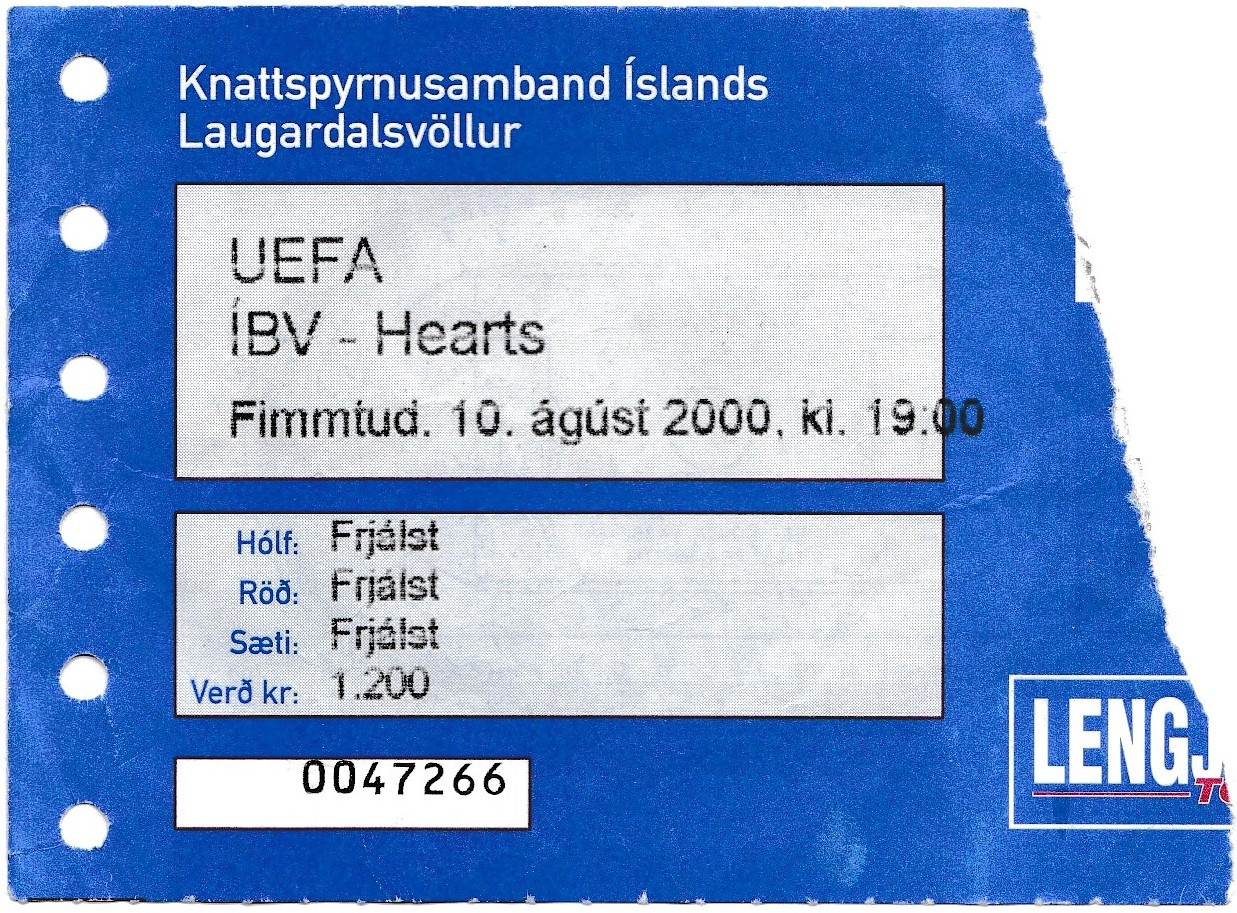 Knattspyrnusamband Íslands
Laugardalsvöllur
UEFA
ÍBV - Hearts
Fimmtud. 10. ágúst 2000, kl. 19:00
Hólf: Frjálst
Röð: Frjálst
Sæti: Frjálst
Verð kr: 1.200
0047266